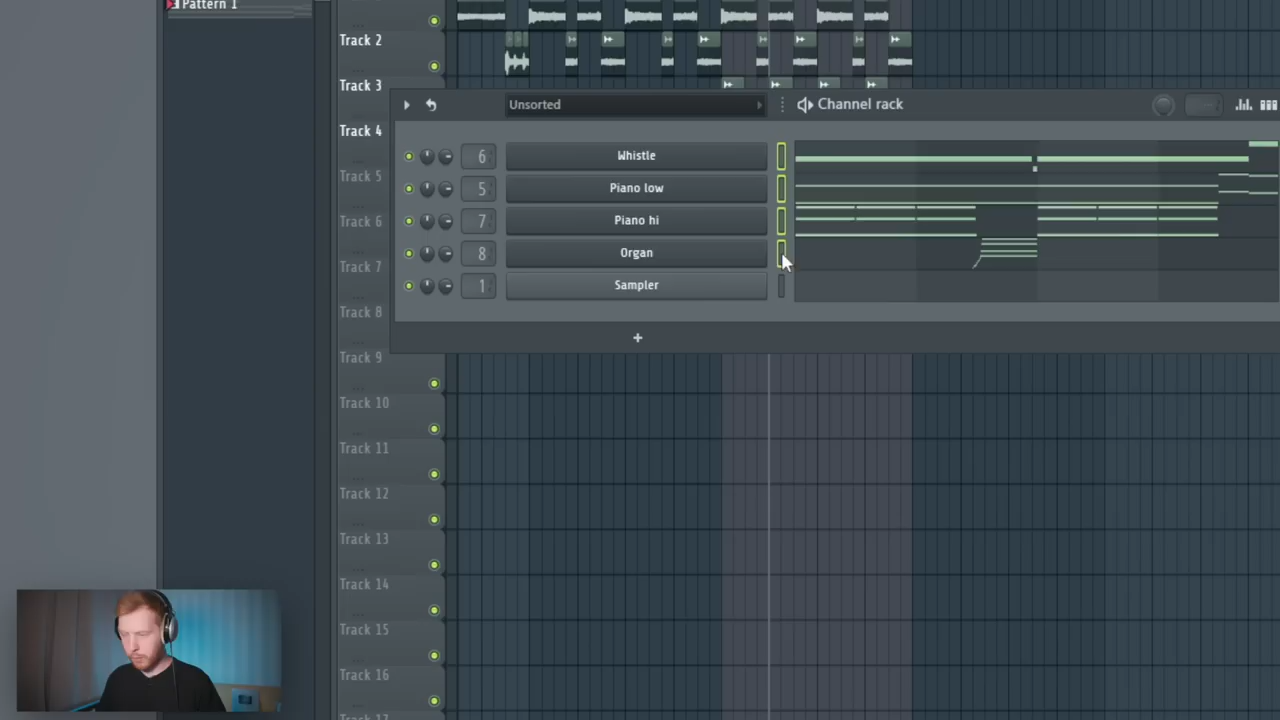 Pattern 1
Track 2
Track 3
Unsorted
Channel rack
Track 4
6 Whistle
Track 5
5 Piano low
Track 6
7 Piano hi
8 Organ
Track 7
1 Sampler
Track 8
+
Track 9
Track 10
Track 11
Track 12
Track 13
Track 14
Track 15
Track 16
Track 17